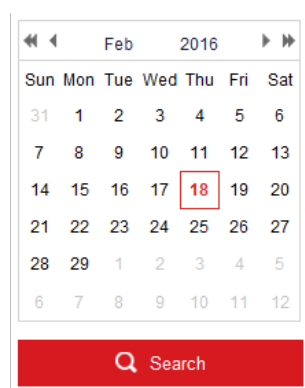 Feb 2016
Sun Mon Tue Wed Thu Fri Sat
31 1 2 3 4 5 6
7 8 9 10 11 12 13
14 15 16 17 18 19 20
21 22 23 24 25 26 27
28 29 1 2 3 4 5
6 7 8 9 10 11 12
Search